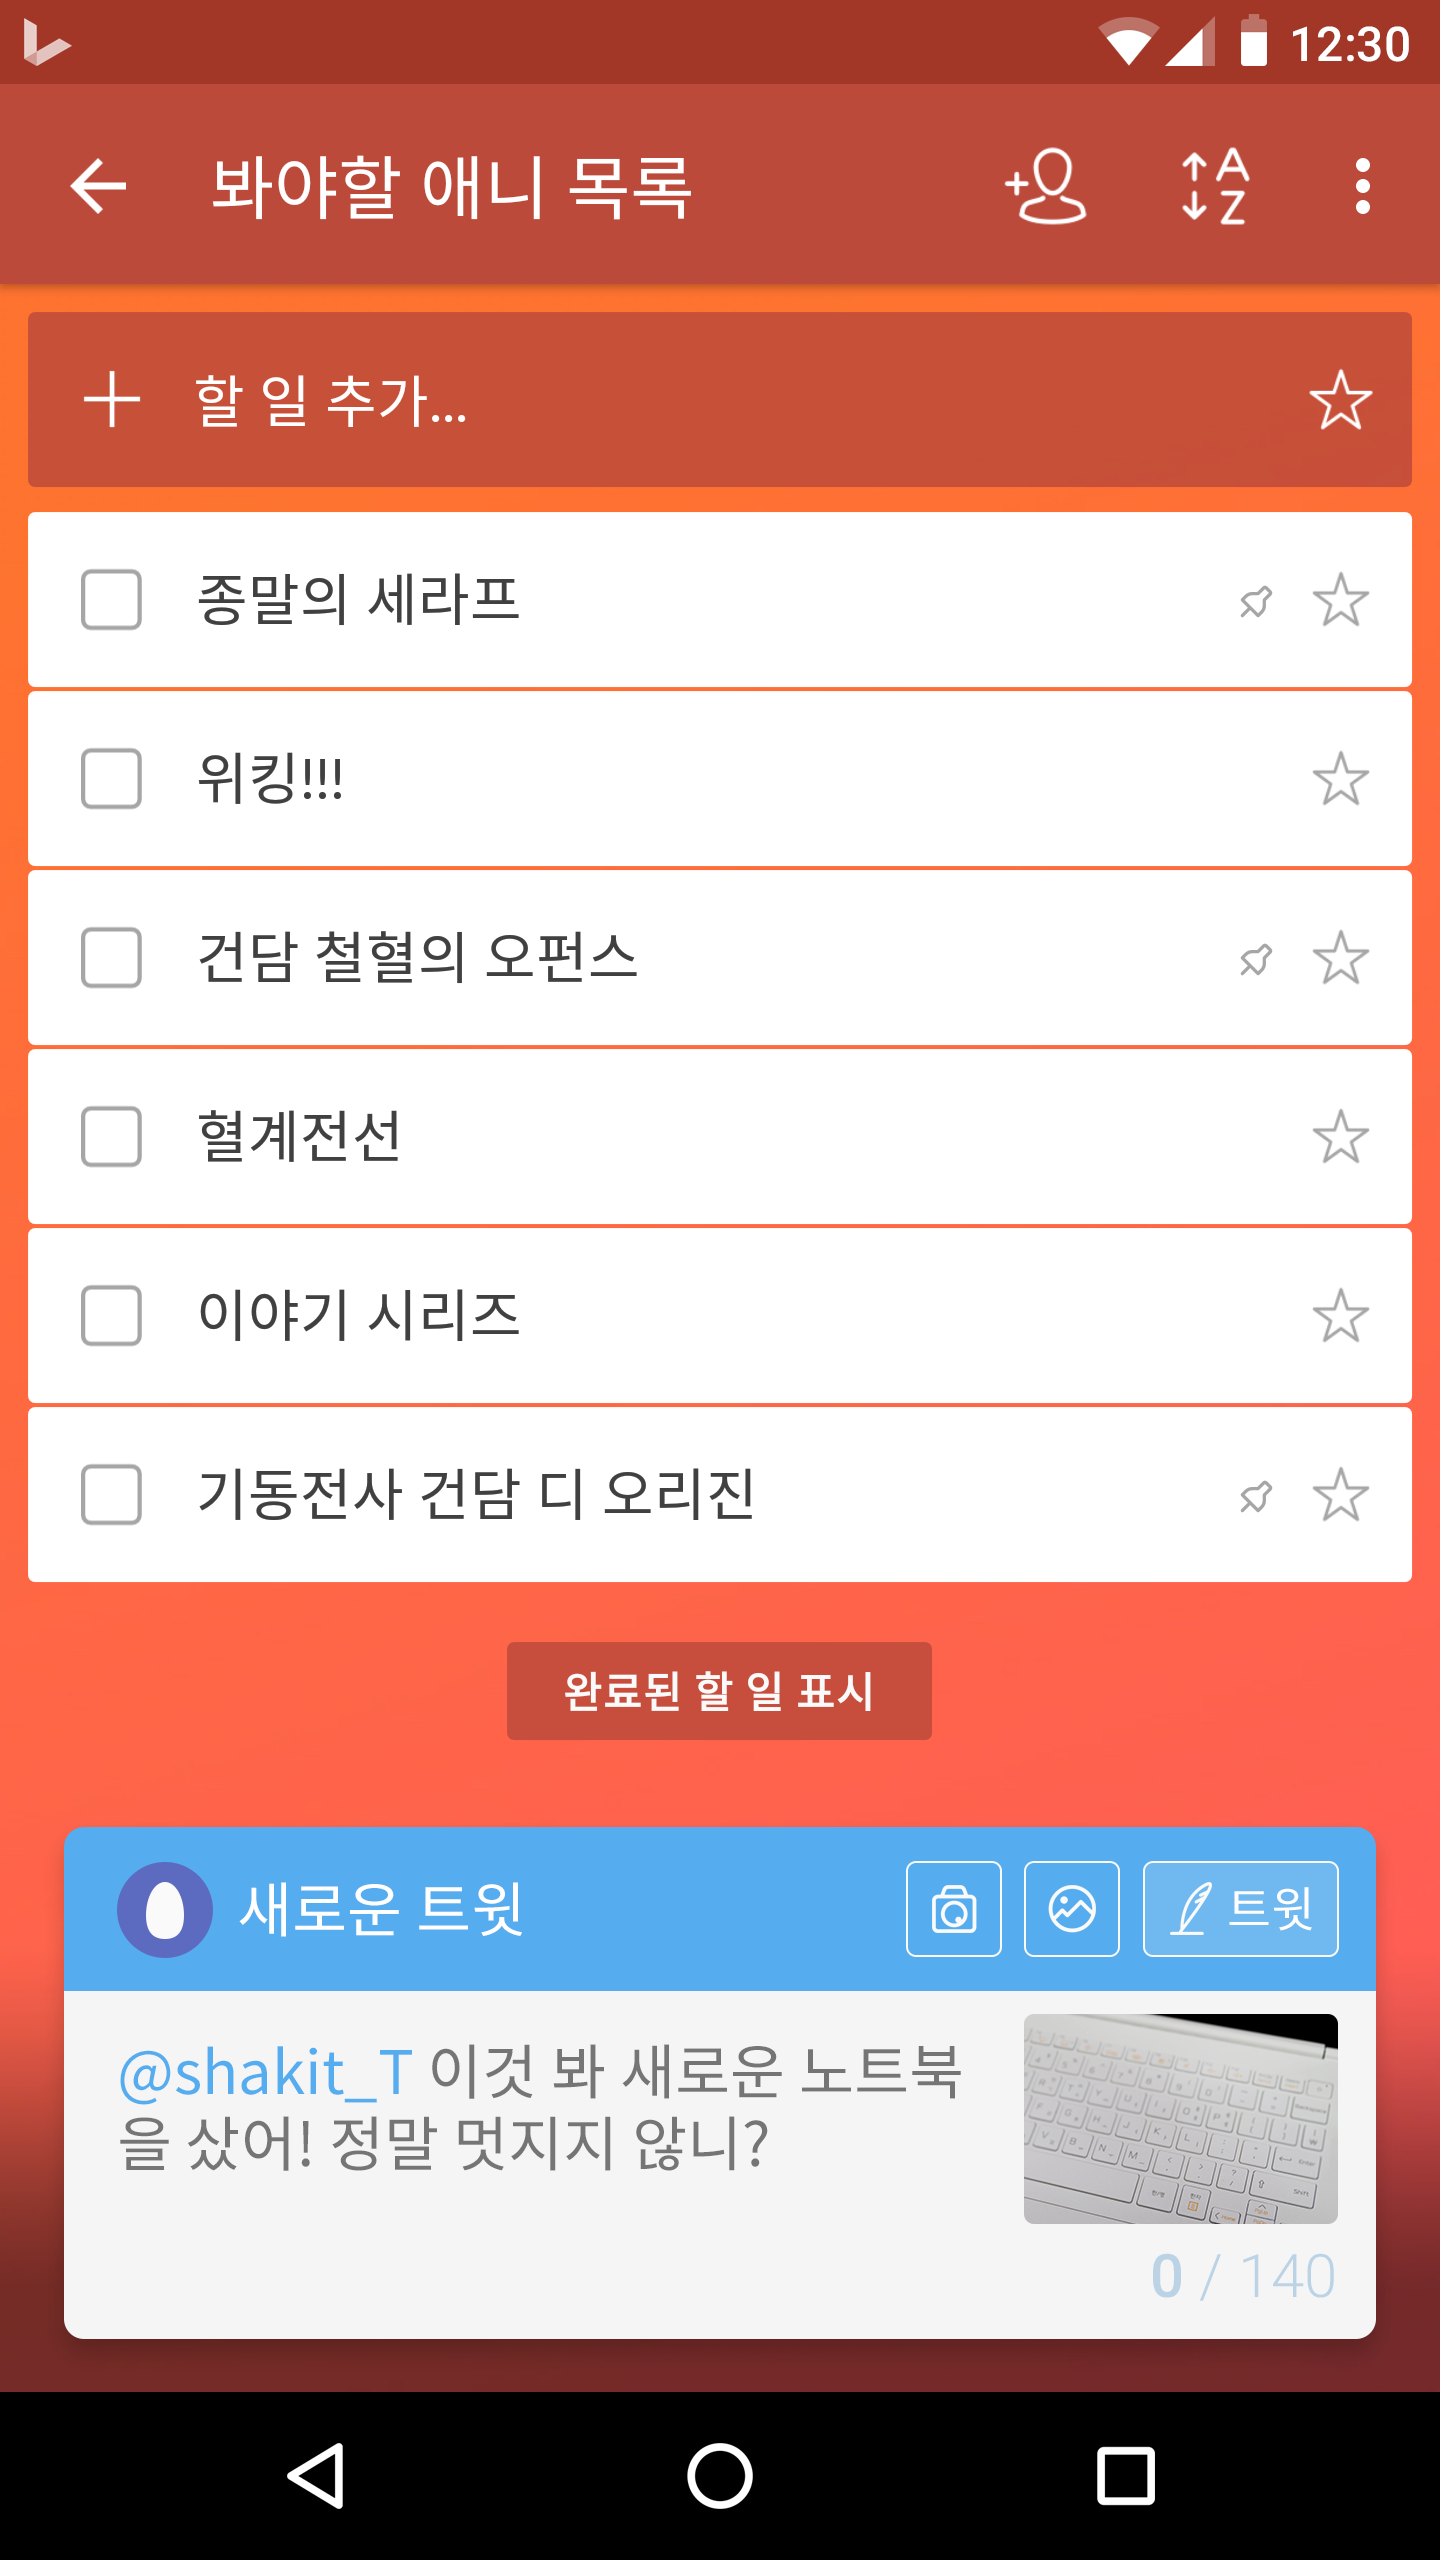 12:30
봐야할 애니 목록
A
Z
할 일 추가...
종말의 세라프
위킹!!!
건담 철혈의 오펀스
혈계전선
이야기 시리즈
기동전사 건담 디 오리진
완료된 할 일 표시
새로운 트윗
트윗
@shakit_T 이것 봐 새로운 노트북
을 샀어! 정말 멋지지 않니?
0 / 140